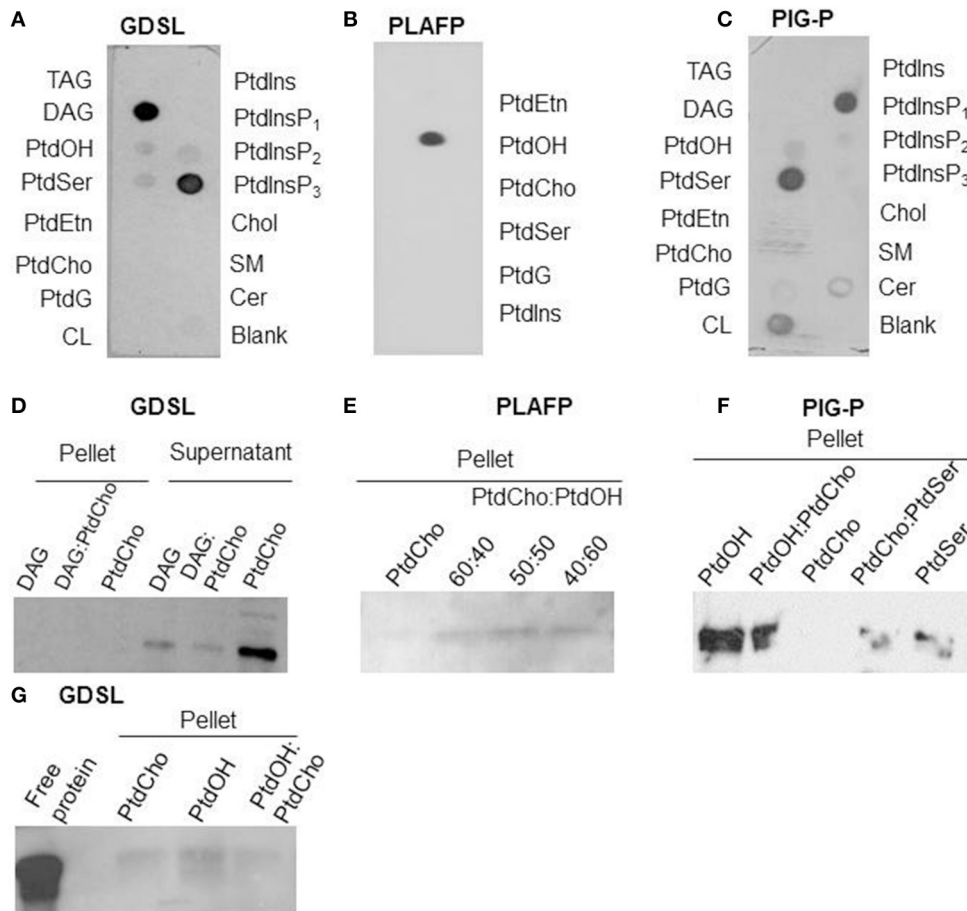 A
GDSL
TAG
DAG
PtdOH
PtdSer
PtdEtn
PtdCho
PtdG
CL
PtdIns
PtdInsP1
PtdInsP2
PtdInsP3
Chol
SM
Cer
Blank
B
PLAFP
PtdEtn
PtdOH
PtdCho
PtdSer
PtdG
PtdIns
C
PIG-P
TAG
DAG
PtdOH
PtdSer
PtdEtn
PtdCho
PtdG
CL
PtdIns
PtdInsP1
PtdInsP2
PtdInsP3
Chol
SM
Cer
Blank
D
GDSL
Pellet
Supernatant
DAG
DAG:PtdCho
PtdCho
DAG
DAG:
PtdCho
PtdCho
E
PLAFP
Pellet
PtdCho:PtdOH
PtdCho
60:40
50:50
40:60
F
PIG-P
Pellet
PtdOH
PtdOH:PtdCho
PtdCho
PtdCho:PtdSer
PtdSer
G
GDSL
Pellet
Free
protein
PtdCho
PtdOH
PtdOH:
PtdCho